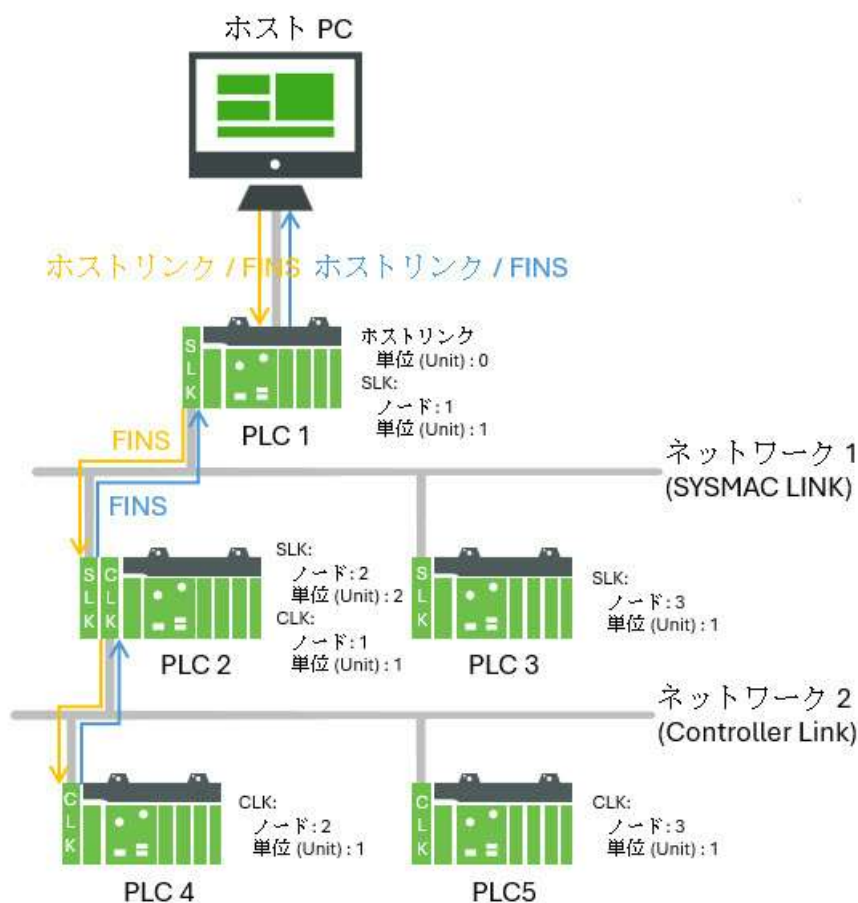 ホスト PC
ホストリンク / FINS ホストリンク / FINS
S
L
K
ホストリンク
単位 (Unit) : 0
SLK:
ノード: 1
単位 (Unit) : 1
PLC 1
FINS
ネットワーク 1
(SYSMAC LINK)
FINS
S
L
K
C
L
K
SLK:
ノード: 2
単位 (Unit) : 2
CLK:
ノード: 1
単位 (Unit) : 1
PLC 2
S
L
K
SLK:
ノード: 3
単位 (Unit) : 1
PLC 3
ネットワーク 2
(Controller Link)
C
L
K
CLK:
ノード: 2
単位 (Unit) : 1
PLC 4
C
L
K
CLK:
ノード: 3
単位 (Unit) : 1
PLC5